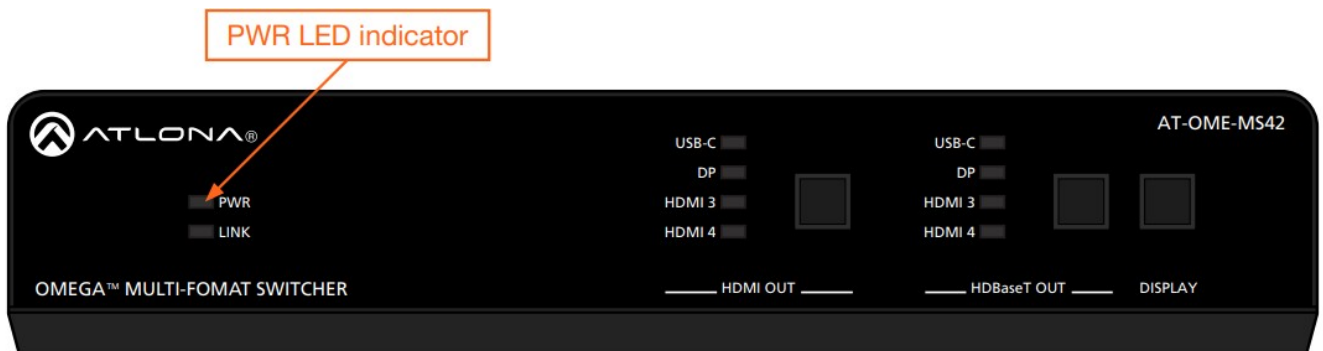 PWR LED indicator
ATLONA®
AT-OME-MS42
USB-C
DP
HDMI 3
HDMI 4
USB-C
DP
HDMI 3
HDMI 4
PWR
LINK
OMEGA™ MULTI-FOMAT SWITCHER
HDMI OUT
HDBaseT OUT
DISPLAY